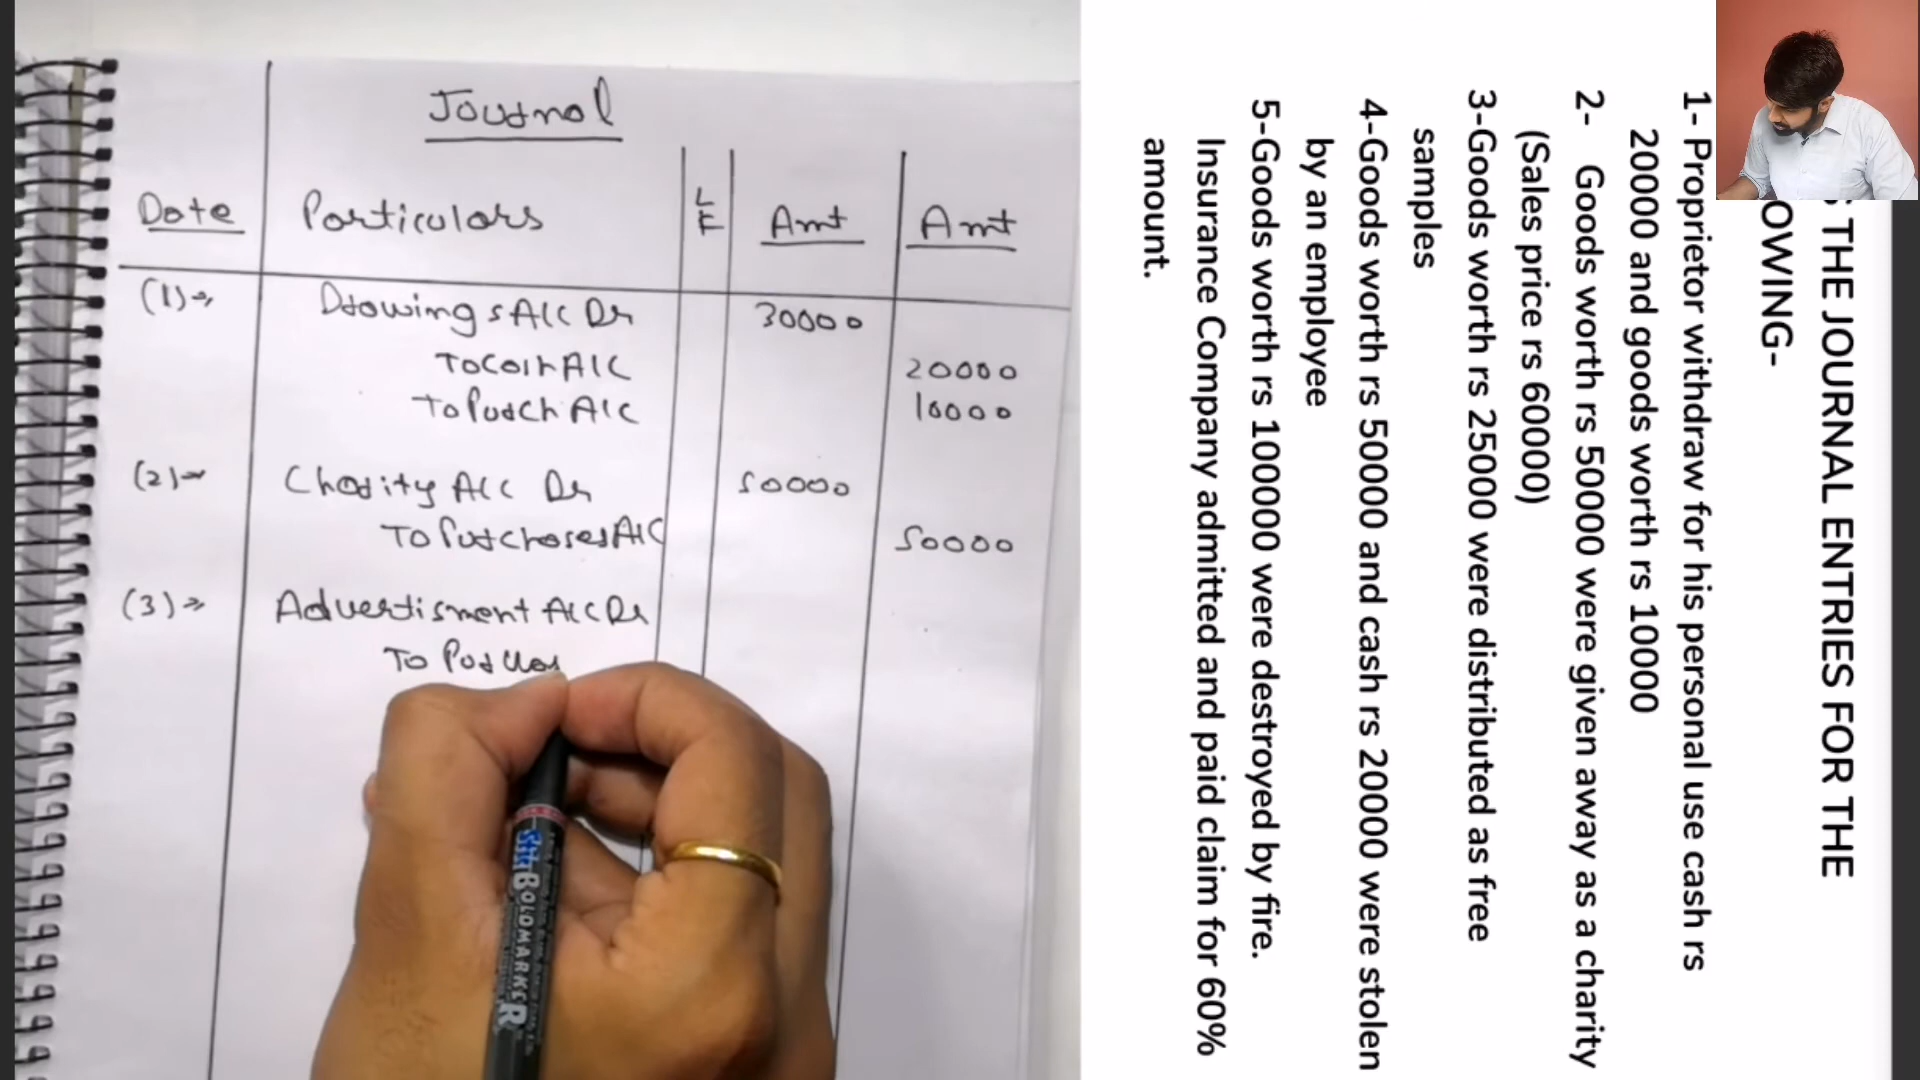 Journal
Date Particulars LF Amt Amt
(1)⇒ Drawings A/c Dr 30000
To Cash A/C 20000
To Purch A/C 10000
(2)⇒ Charity A/c Dr 50000
To Purchases A/C 50000
(3)⇒ Advertisment A/c Dr
To Purchas
Stic BOLDMARKER
THE JOURNAL ENTRIES FOR THE
OWING-
1- Proprietor withdraw for his personal use cash rs
20000 and goods worth rs 10000
2- Goods worth rs 50000 were given away as a charity
(Sales price rs 60000)
3-Goods worth rs 25000 were distributed as free
samples
4-Goods worth rs 50000 and cash rs 20000 were stolen
by an employee
5-Goods worth rs 100000 were destroyed by fire.
Insurance Company admitted and paid claim for 60%
amount.